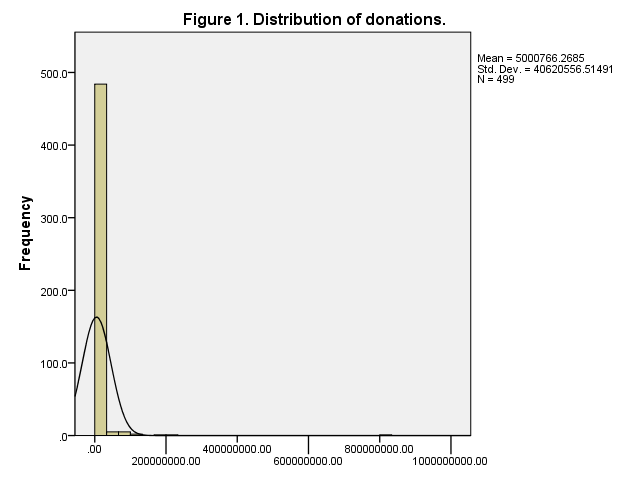 Figure 1. Distribution of donations.
Mean = 5000766.2685
Std. Dev. = 40620556.51491
N = 499
Frequency
500.0
400.0
300.0
200.0
100.0
.0
.00
200000000.00
400000000.00
600000000.00
800000000.00
1000000000.00